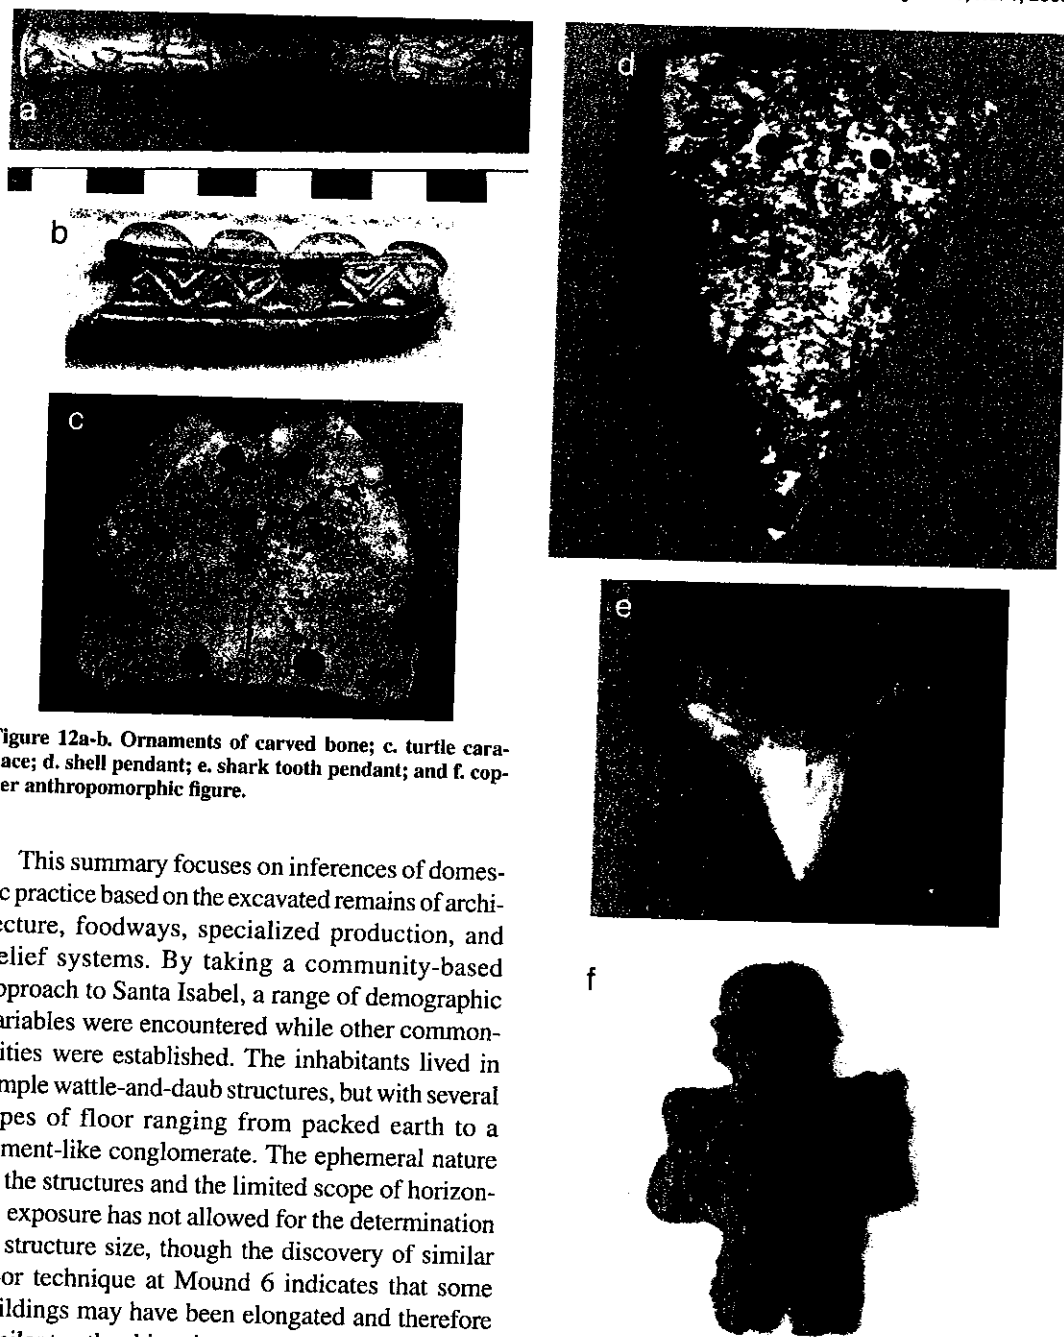 a
b
c
d
e
f
igure 12a-b. Ornaments of carved bone; c. turtle cara-
ace; d. shell pendant; e. shark tooth pendant; and f. cop-
er anthropomorphic figure.
This summary focuses on inferences of domes-
c practice based on the excavated remains of archi-
ecture, foodways, specialized production, and
elief systems. By taking a community-based
pproach to Santa Isabel, a range of demographic
ariables were encountered while other common-
ities were established. The inhabitants lived in
mple wattle-and-daub structures, but with several
pes of floor ranging from packed earth to a
ment-like conglomerate. The ephemeral nature
the structures and the limited scope of horizon-
exposure has not allowed for the determination
structure size, though the discovery of similar
or technique at Mound 6 indicates that some
ildings may have been elongated and therefore